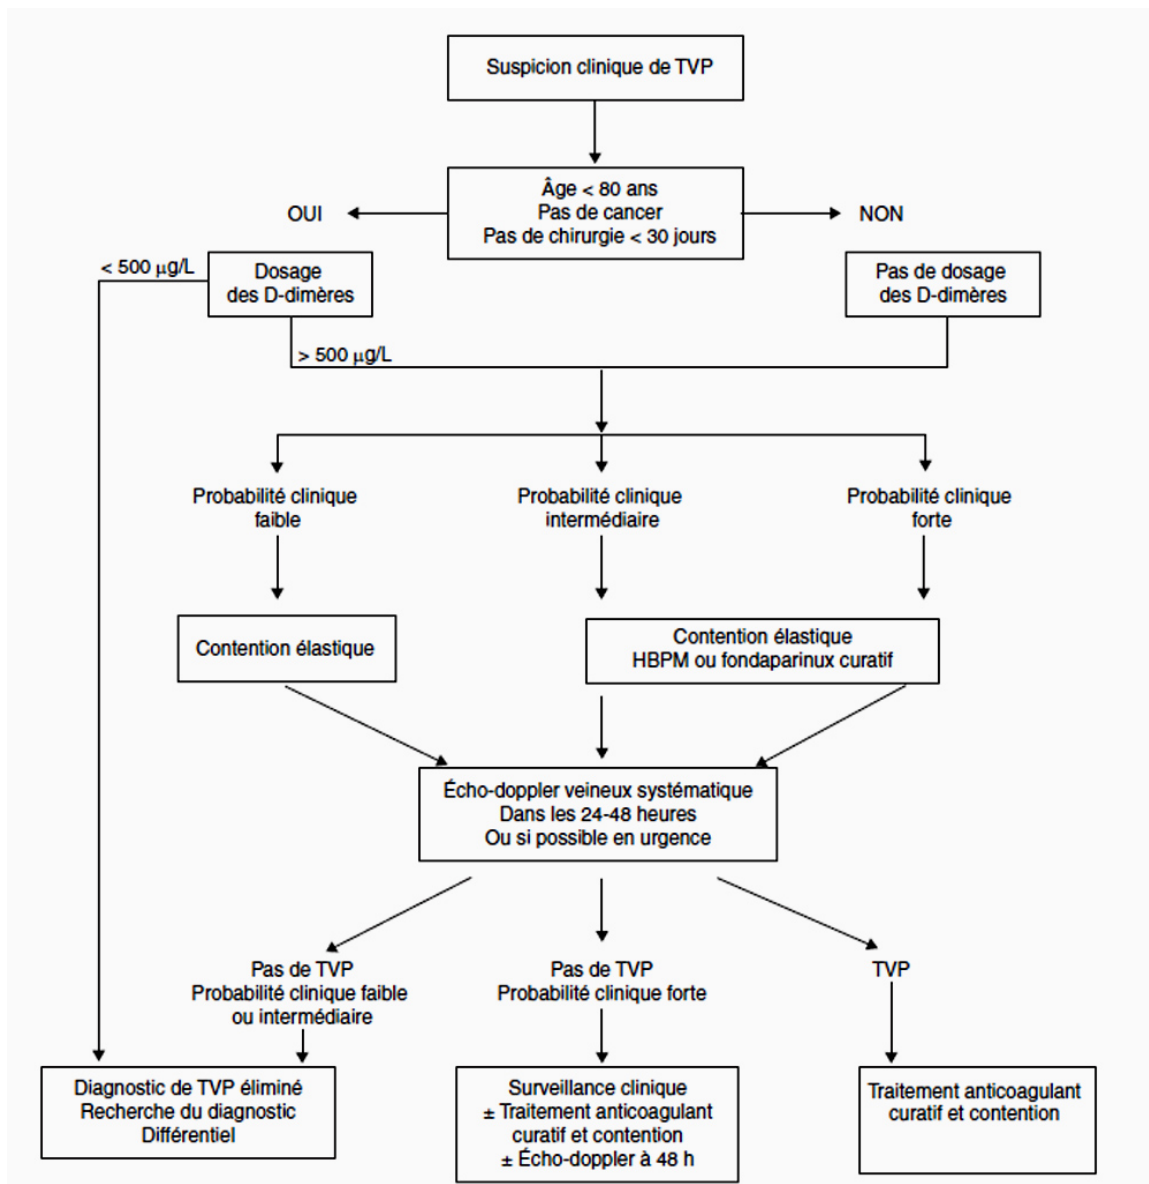 Suspicion clinique de TVP
Âge < 80 ans
Pas de cancer
Pas de chirurgie < 30 jours
OUI
NON
< 500 µg/L
Dosage
des D-dimères
Pas de dosage
des D-dimères
> 500 µg/L
Probabilité clinique
faible
Probabilité clinique
intermédiaire
Probabilité clinique
forte
Contention élastique
Contention élastique
HBPM ou fondaparinux curatif
Écho-doppler veineux systématique
Dans les 24-48 heures
Ou si possible en urgence
Pas de TVP
Probabilité clinique faible
ou intermédiaire
Pas de TVP
Probabilité clinique forte
TVP
Diagnostic de TVP éliminé
Recherche du diagnostic
Différentiel
Surveillance clinique
± Traitement anticoagulant
curatif et contention
± Écho-doppler à 48 h
Traitement anticoagulant
curatif et contention